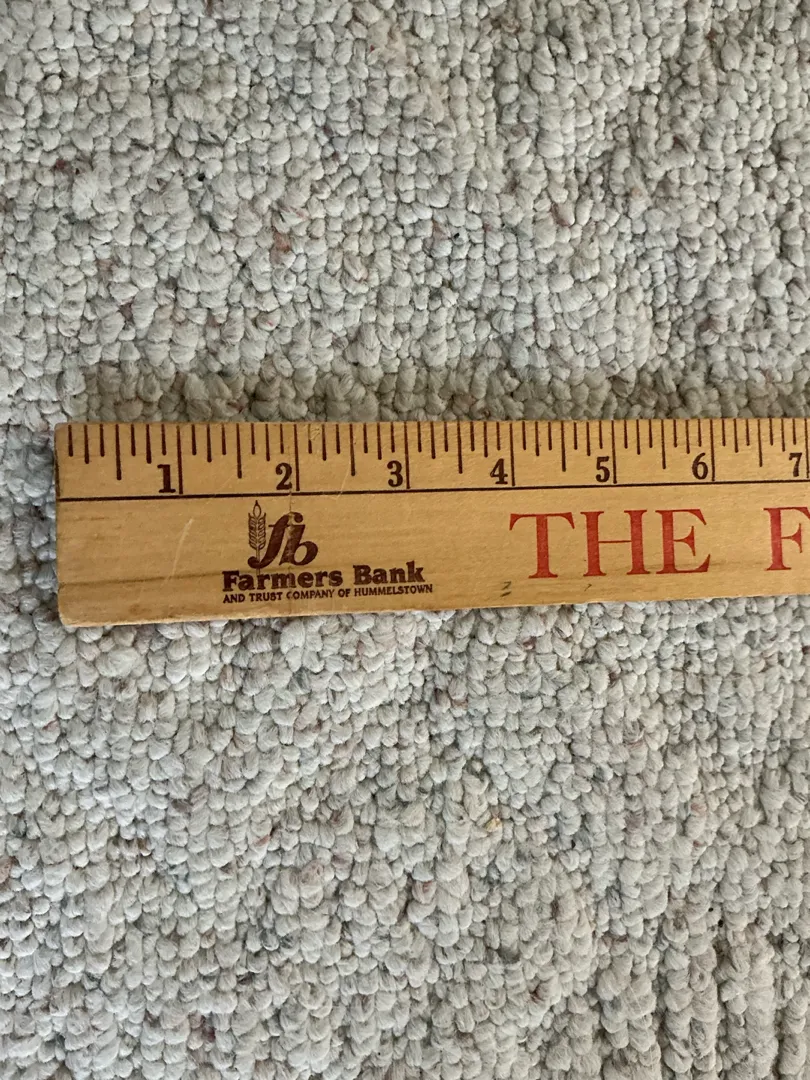 1 2 3 4 5 6 7
fb
THE F
Farmers Bank
AND TRUST COMPANY OF HUMMELSTOWN